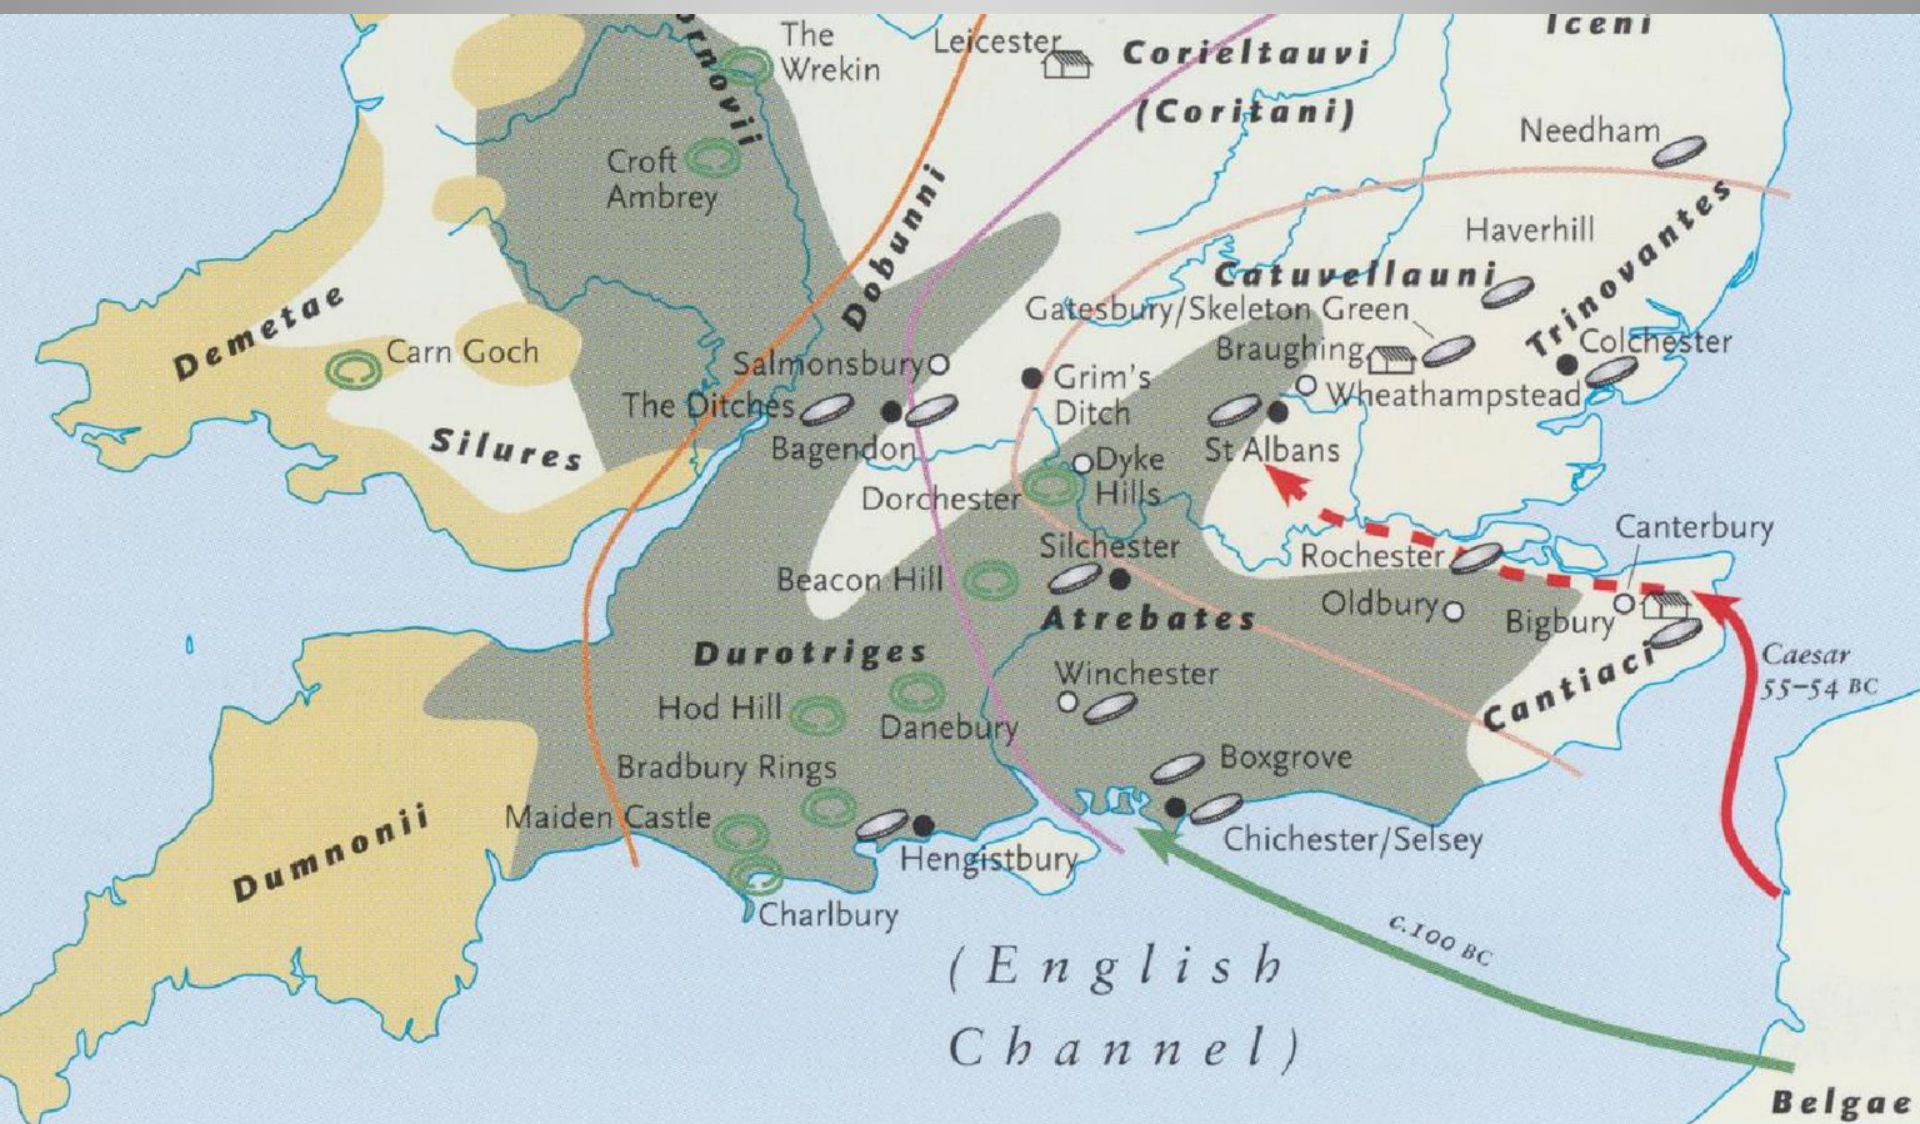 Iceni
The
Wrekin
Leicester
Corieltauvi
(Coritani)
ornovii
Needham
Croft
Ambrey
Dobunni
Haverhill
Trinovantes
Catuvellauni
Gatesbury/Skeleton Green
Demetae
Carn Goch
Salmonsbury
Grim's
Ditch
Braughing
Colchester
Wheathampstead
The Ditches
Bagendon
St Albans
Silures
Dyke
Hills
Dorchester
Canterbury
Silchester
Rochester
Beacon Hill
Oldbury
Bigbury
Atrebates
Durotriges
Cantiaci
Caesar
55–54 BC
Winchester
Hod Hill
Danebury
Boxgrove
Bradbury Rings
Maiden Castle
Chichester/Selsey
Dumnonii
Hengistbury
Charlbury
c.100 BC
(English
Channel)
Belgae